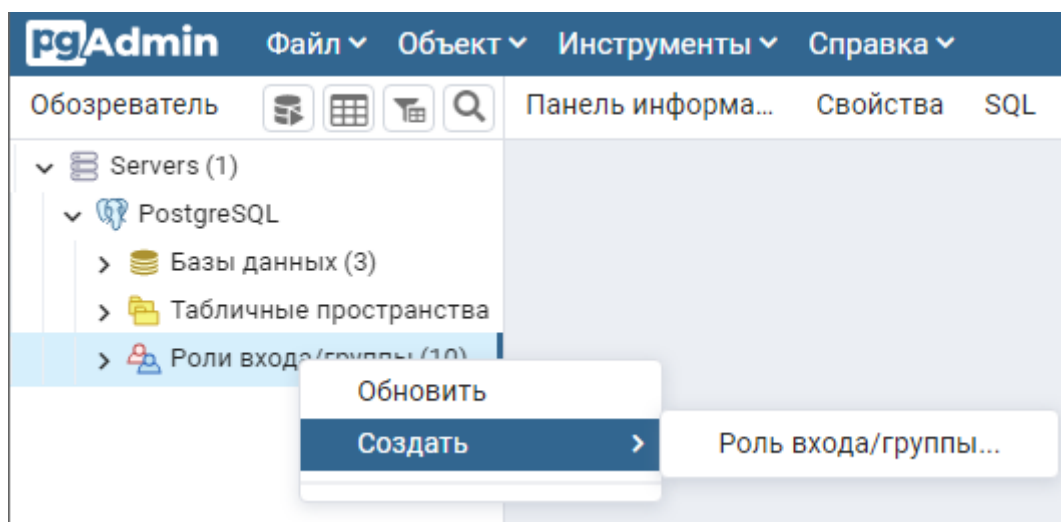 pgAdmin Файл Объект Инструменты Справка
Обозреватель Панель информа... Свойства SQL
Servers (1)
PostgreSQL
Базы данных (3)
Табличные пространства
Роли входа/группы (10)
Обновить
Создать Роль входа/группы...